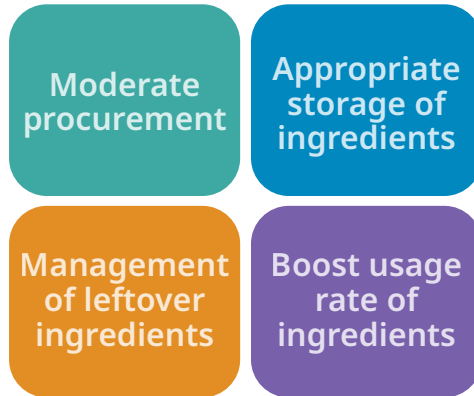 Moderate
procurement
Appropriate
storage of
ingredients
Management
of leftover
ingredients
Boost usage
rate of
ingredients